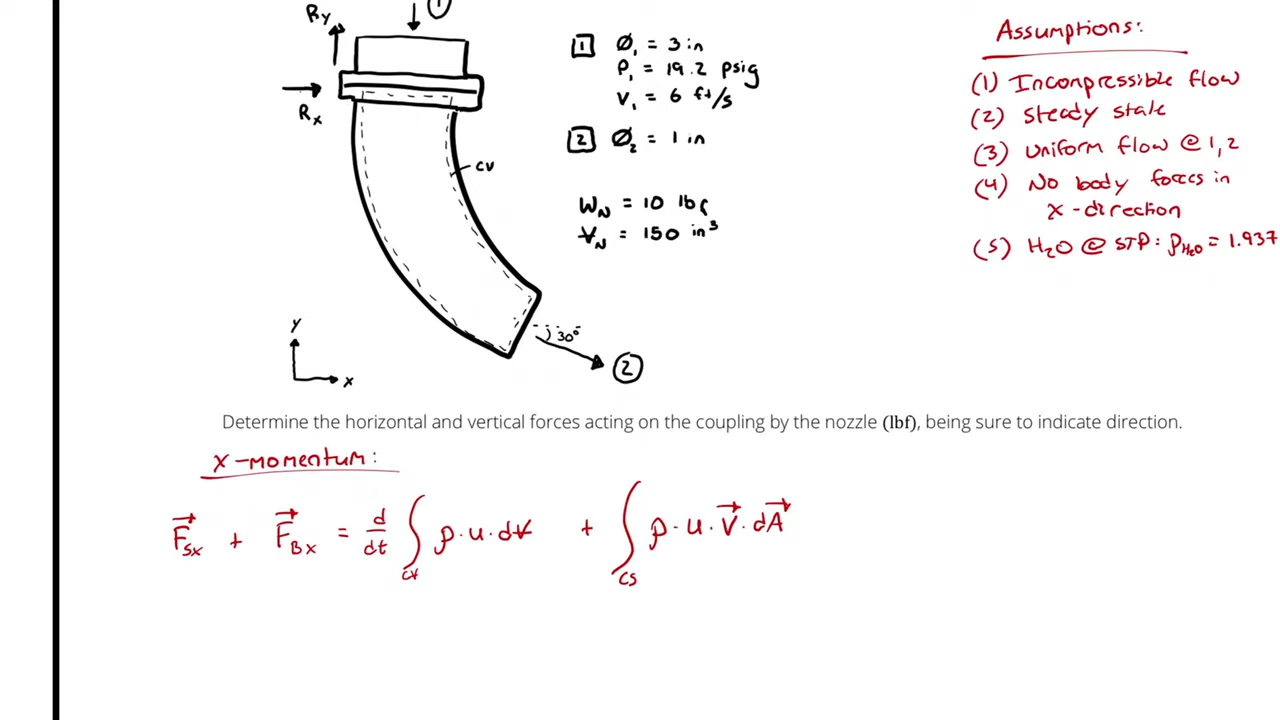 Ry
①
Rx
CV
30°
②
Y
x
1 Ø₁ = 3 in
P₁ = 19.2 psig
V₁ = 6 ft/s
2 Ø₂ = 1 in
W_N = 10 lbf
V_N = 150 in³
Assumptions:
(1) Incompressible flow
(2) Steady state
(3) Uniform flow @ 1,2
(4) No body forces in
x-direction
(5) H₂O @ STP: ρH₂O = 1.937
Determine the horizontal and vertical forces acting on the coupling by the nozzle (lbf), being sure to indicate direction.
X-momentum:
F⃗sx + F⃗Bx = d/dt ∫cv ρ·u·dV + ∫cs ρ·u·V⃗·dA⃗